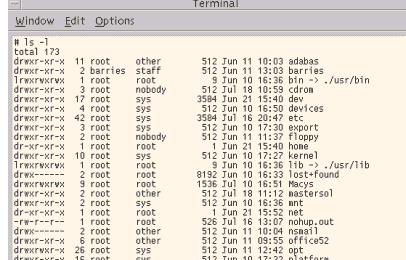 Terminal
Window Edit Options
# ls -l
total 173
drwxr-xr-x 11 root other 512 Jun 11 10:03 adabas
drwxr-xr-x 2 barries staff 512 Jun 11 13:03 barries
lrwxrwxrwx 1 root root 9 Jun 10 16:36 bin -> ./usr/bin
drwxr-xr-x 3 root nobody 512 Jul 18 10:59 cdrom
drwxr-xr-x 17 root sys 3584 Jun 21 15:40 dev
drwxr-xr-x 4 root sys 512 Jun 10 16:50 devices
drwxr-xr-x 42 root sys 3584 Jul 16 20:47 etc
drwxr-xr-x 3 root sys 512 Jun 10 17:30 export
drwxr-xr-x 2 root nobody 512 Jun 11 11:37 floppy
dr-xr-xr-x 1 root root 1 Jun 21 15:40 home
drwxr-xr-x 10 root sys 512 Jun 10 17:27 kernel
lrwxrwxrwx 1 root root 9 Jun 10 16:36 lib -> ./usr/lib
drwx------ 2 root root 8192 Jun 10 16:33 lost+found
drwxrwxrwx 9 root root 1536 Jul 10 16:51 Macys
drwxr-xr-x 2 root other 512 Jul 18 11:12 mastersol
drwxr-xr-x 2 root sys 512 Jun 10 16:36 mnt
dr-xr-xr-x 1 root root 1 Jun 21 15:52 net
-rw-r--r-- 1 root root 526 Jul 16 13:07 nohup.out
drwx------ 2 root other 512 Jun 11 10:04 nsmail
drwxr-xr-x 6 root other 512 Jun 11 09:55 office52
drwxrwxr-x 26 root sys 512 Jun 11 12:42 opt
drwxr-xr-x 16 root sys 512 Jun 10 17:32 platform